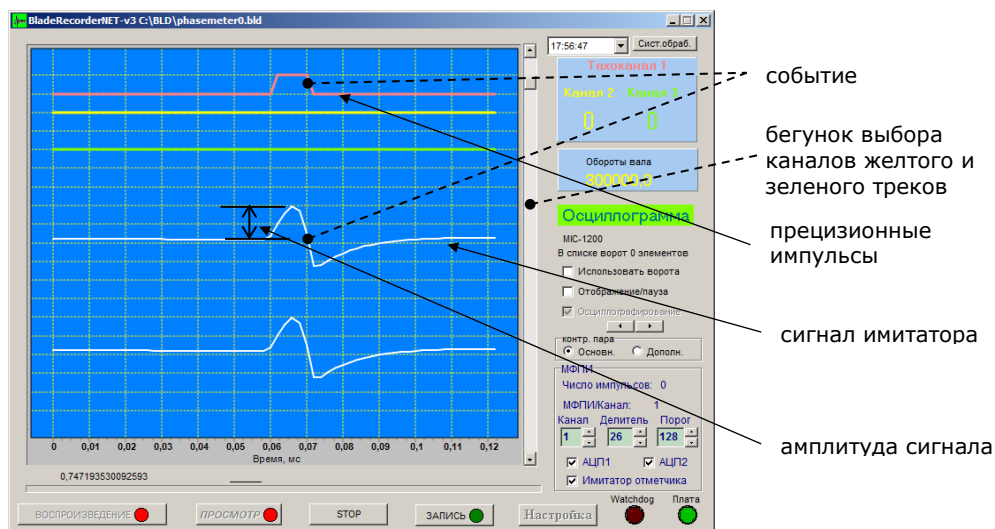 BladeRecorderNET-v3 C:\BLD\phasemeter0.bld
17:56:47
Сист.обраб.
Тахоканал 1
Канал 2 Канал 3
0 0
Обороты вала
300000,0
Осциллограмма
MIC-1200
В списке ворот 0 элементов
Использовать ворота
Отображение/пауза
Осциллографирование
контр. пара
Основн. Дополн.
МФПИ
Число импульсов: 0
МФПИ/Канал: 1
Канал Делитель Порог
1 26 128
АЦП1 АЦП2
Имитатор отметчика
Watchdog Плата
0 0,01 0,02 0,03 0,04 0,05 0,06 0,07 0,08 0,09 0,1 0,11 0,12
Время, мс
0,747193530092593
ВОСПРОИЗВЕДЕНИЕ
ПРОСМОТР
STOP
ЗАПИСЬ
Настройка
событие
бегунок выбора
каналов желтого и
зеленого треков
прецизионные
импульсы
сигнал имитатора
амплитуда сигнала